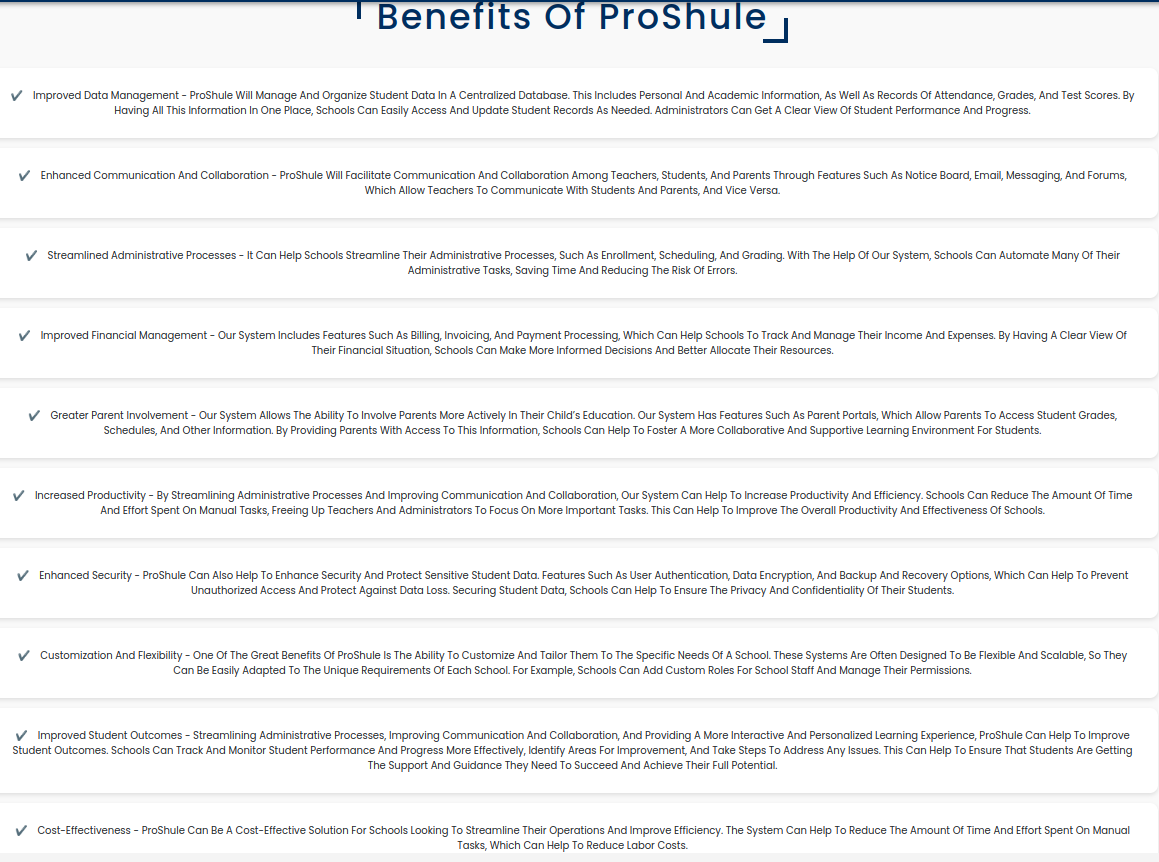 Benefits Of ProShule
✔ Improved Data Management - ProShule Will Manage And Organize Student Data In A Centralized Database. This Includes Personal And Academic Information, As Well As Records Of Attendance, Grades, And Test Scores. By
Having All This Information In One Place, Schools Can Easily Access And Update Student Records As Needed. Administrators Can Get A Clear View Of Student Performance And Progress.
✔ Enhanced Communication And Collaboration - ProShule Will Facilitate Communication And Collaboration Among Teachers, Students, And Parents Through Features Such As Notice Board, Email, Messaging, And Forums,
Which Allow Teachers To Communicate With Students And Parents, And Vice Versa.
✔ Streamlined Administrative Processes - It Can Help Schools Streamline Their Administrative Processes, Such As Enrollment, Scheduling, And Grading. With The Help Of Our System, Schools Can Automate Many Of Their
Administrative Tasks, Saving Time And Reducing The Risk Of Errors.
✔ Improved Financial Management - Our System Includes Features Such As Billing, Invoicing, And Payment Processing, Which Can Help Schools To Track And Manage Their Income And Expenses. By Having A Clear View Of
Their Financial Situation, Schools Can Make More Informed Decisions And Better Allocate Their Resources.
✔ Greater Parent Involvement - Our System Allows The Ability To Involve Parents More Actively In Their Child's Education. Our System Has Features Such As Parent Portals, Which Allow Parents To Access Student Grades,
Schedules, And Other Information. By Providing Parents With Access To This Information, Schools Can Help To Foster A More Collaborative And Supportive Learning Environment For Students.
✔ Increased Productivity - By Streamlining Administrative Processes And Improving Communication And Collaboration, Our System Can Help To Increase Productivity And Efficiency. Schools Can Reduce The Amount Of Time
And Effort Spent On Manual Tasks, Freeing Up Teachers And Administrators To Focus On More Important Tasks. This Can Help To Improve The Overall Productivity And Effectiveness Of Schools.
✔ Enhanced Security - ProShule Can Also Help To Enhance Security And Protect Sensitive Student Data. Features Such As User Authentication, Data Encryption, And Backup And Recovery Options, Which Can Help To Prevent
Unauthorized Access And Protect Against Data Loss. Securing Student Data, Schools Can Help To Ensure The Privacy And Confidentiality Of Their Students.
✔ Customization And Flexibility - One Of The Great Benefits Of ProShule Is The Ability To Customize And Tailor Them To The Specific Needs Of A School. These Systems Are Often Designed To Be Flexible And Scalable, So They
Can Be Easily Adapted To The Unique Requirements Of Each School. For Example, Schools Can Add Custom Roles For School Staff And Manage Their Permissions.
✔ Improved Student Outcomes - Streamlining Administrative Processes, Improving Communication And Collaboration, And Providing A More Interactive And Personalized Learning Experience, ProShule Can Help To Improve
Student Outcomes. Schools Can Track And Monitor Student Performance And Progress More Effectively, Identify Areas For Improvement, And Take Steps To Address Any Issues. This Can Help To Ensure That Students Are Getting
The Support And Guidance They Need To Succeed And Achieve Their Full Potential.
✔ Cost-Effectiveness - ProShule Can Be A Cost-Effective Solution For Schools Looking To Streamline Their Operations And Improve Efficiency. The System Can Help To Reduce The Amount Of Time And Effort Spent On Manual
Tasks, Which Can Help To Reduce Labor Costs.